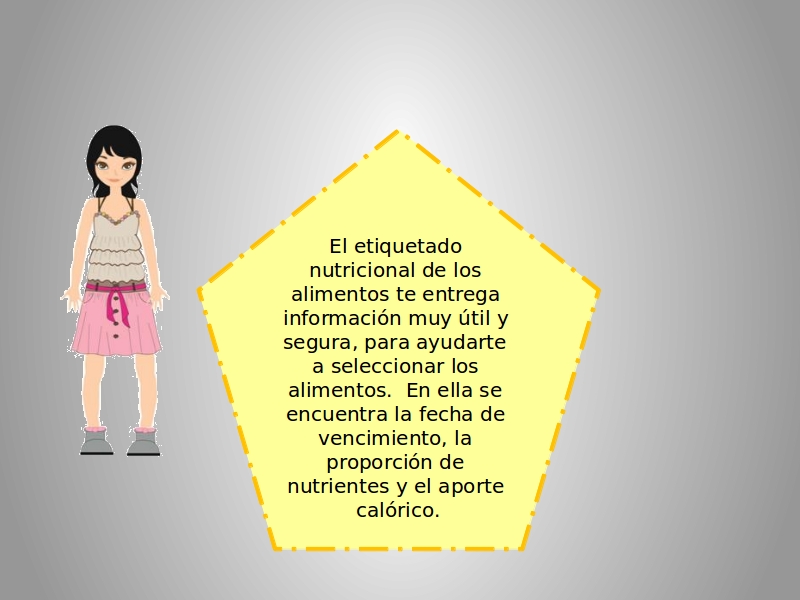 El etiquetado
nutricional de los
alimentos te entrega
información muy útil y
segura, para ayudarte
a seleccionar los
alimentos.  En ella se
encuentra la fecha de
vencimiento, la
proporción de
nutrientes y el aporte
calórico.